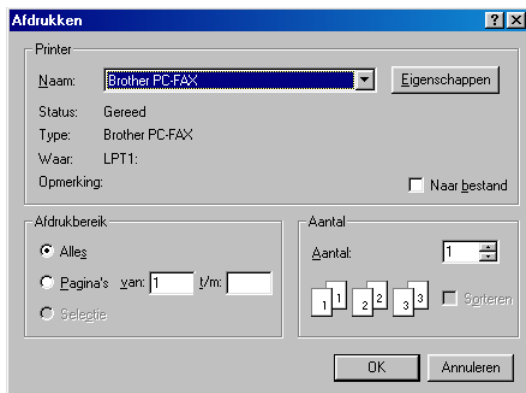 Afdrukken
Printer
Naam: Brother PC-FAX Eigenschappen
Status: Gereed
Type: Brother PC-FAX
Waar: LPT1:
Opmerking: Naar bestand
Afdrukbereik
Alles
Pagina's van: 1 t/m:
Selectie
Aantal
Aantal: 1
1 1 2 2 3 3 Sorteren
OK Annuleren